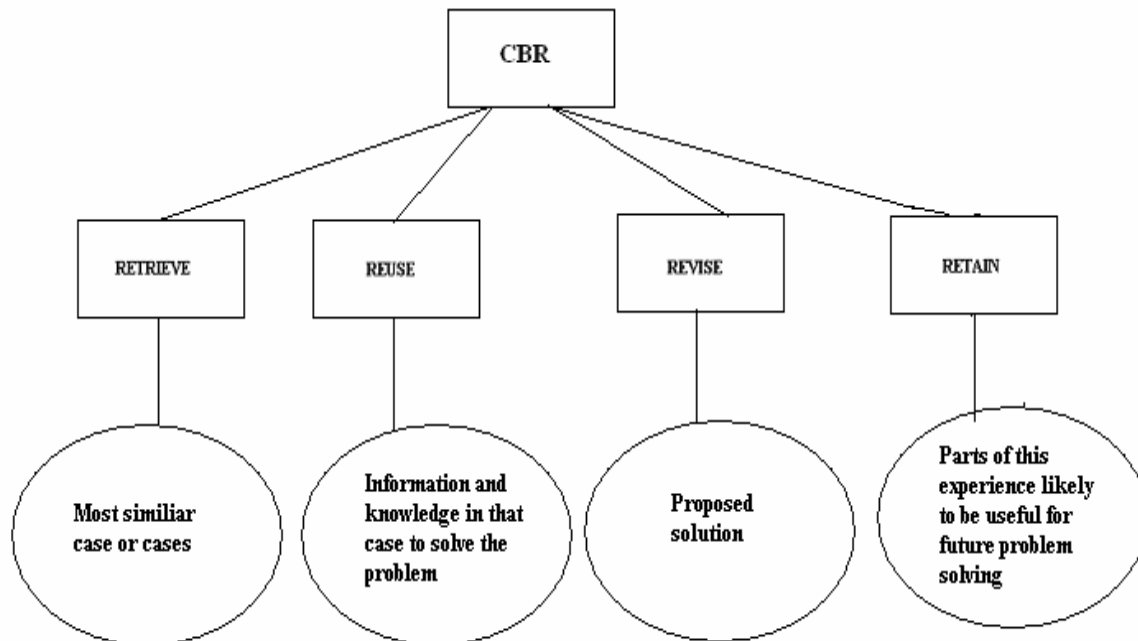 CBR
RETRIEVE
REUSE
REVISE
RETAIN
Most similiar
case or cases
Information and
knowledge in that
case to solve the
problem
Proposed
solution
Parts of this
experience likely
to be useful for
future problem
solving